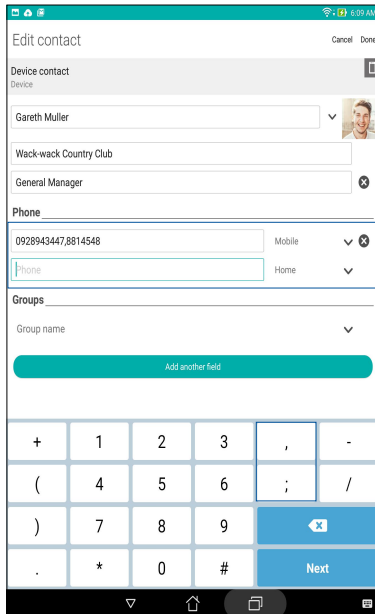 6:09 AM
Edit contact
Cancel Done
Device contact
Device
Gareth Muller
Wack-wack Country Club
General Manager
Phone
0928943447,8814548 Mobile
Phone Home
Groups
Group name
Add another field
+ 1 2 3 , -
( 4 5 6 ; /
) 7 8 9
. * 0 # Next